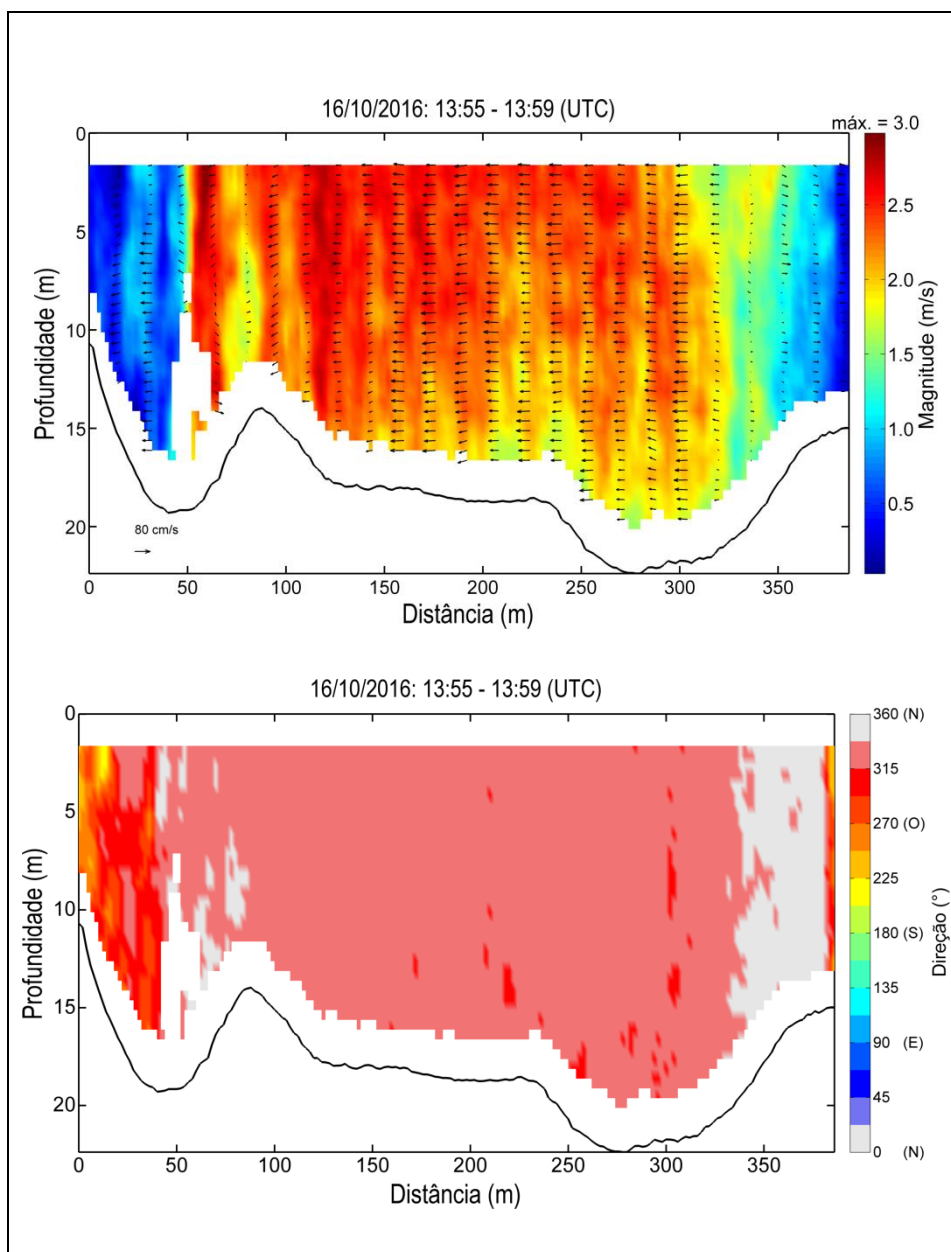 16/10/2016: 13:55 - 13:59 (UTC)
máx. = 3.0
0
5
10
15
20
Profundidade (m)
80 cm/s
0 50 100 150 200 250 300 350
Distância (m)
3.0
2.5
2.0
1.5
1.0
0.5
Magnitude (m/s)
16/10/2016: 13:55 - 13:59 (UTC)
0
5
10
15
20
Profundidade (m)
0 50 100 150 200 250 300 350
Distância (m)
360 (N)
315
270 (O)
225
180 (S)
135
90 (E)
45
0 (N)
Direção (°)